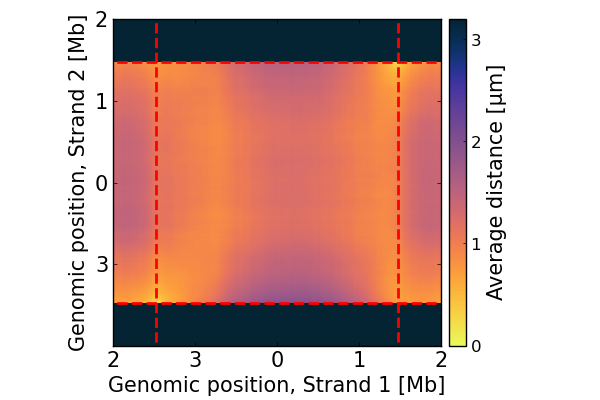 2
1
0
3
Genomic position, Strand 2 [Mb]
2 3 0 1 2
Genomic position, Strand 1 [Mb]
3
2
1
0
Average distance [μm]